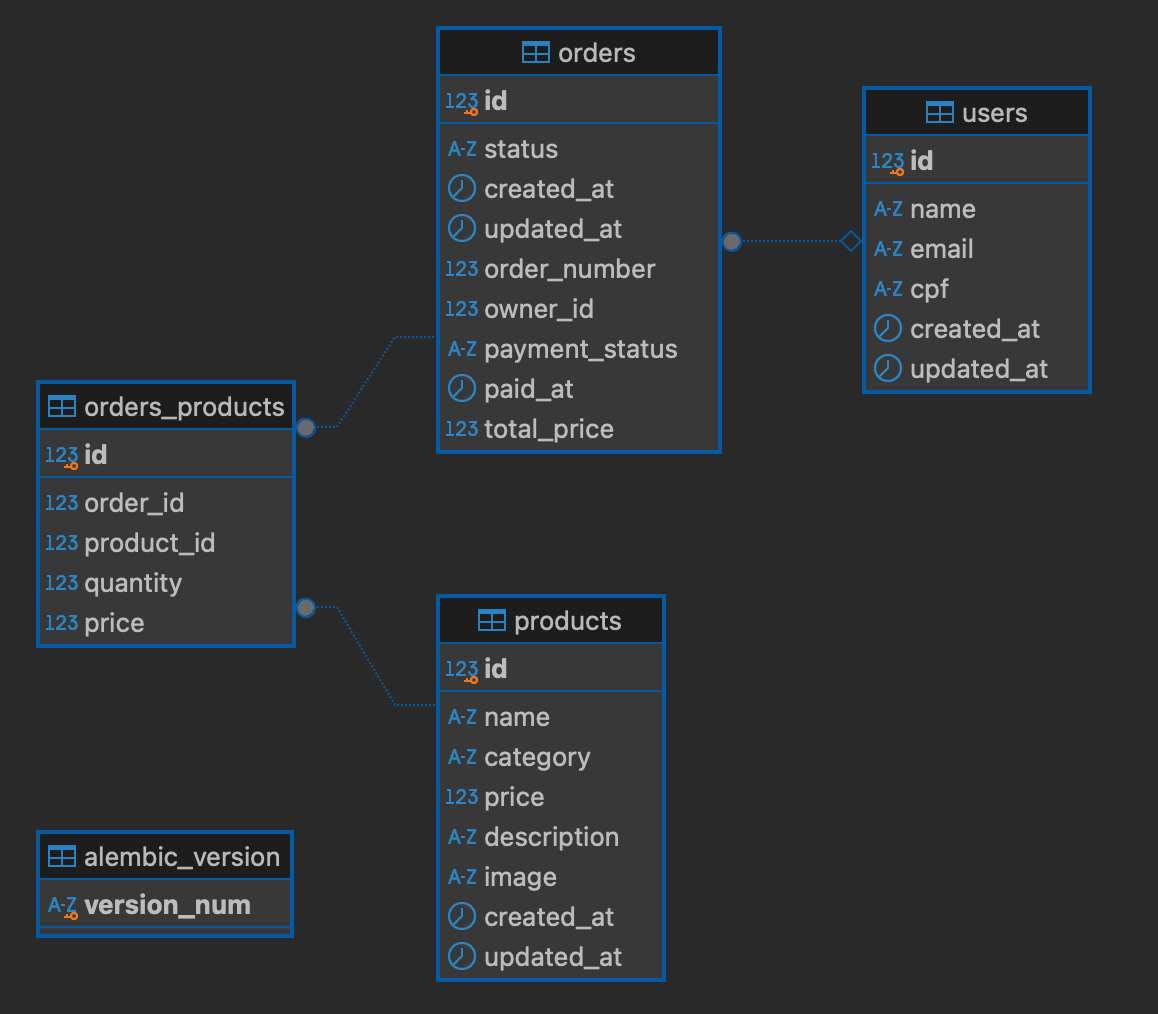 orders
123 id
A-Z status
created_at
updated_at
123 order_number
123 owner_id
A-Z payment_status
paid_at
123 total_price
users
123 id
A-Z name
A-Z email
A-Z cpf
created_at
updated_at
orders_products
123 id
123 order_id
123 product_id
123 quantity
123 price
products
123 id
A-Z name
A-Z category
123 price
A-Z description
A-Z image
created_at
updated_at
alembic_version
A-Z version_num